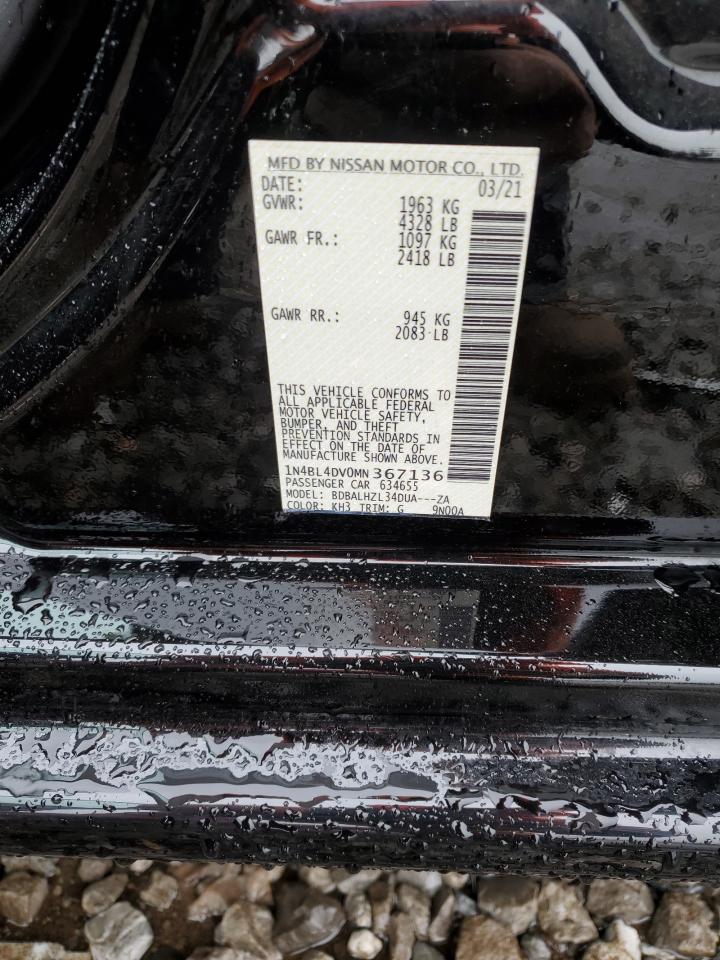 MFD BY NISSAN MOTOR CO., LTD.
DATE: 03/21
GVWR: 1963 KG
4328 LB
GAWR FR.: 1097 KG
2418 LB
GAWR RR.: 945 KG
2083 LB
THIS VEHICLE CONFORMS TO
ALL APPLICABLE FEDERAL
MOTOR VEHICLE SAFETY,
BUMPER, AND THEFT
PREVENTION STANDARDS IN
EFFECT ON THE DATE OF
MANUFACTURE SHOWN ABOVE.
1N4BL4DV0MN367136
PASSENGER CAR 634655
MODEL: BDBALHZL34DUA---ZA
COLOR: KH3 TRIM: G 9N00A